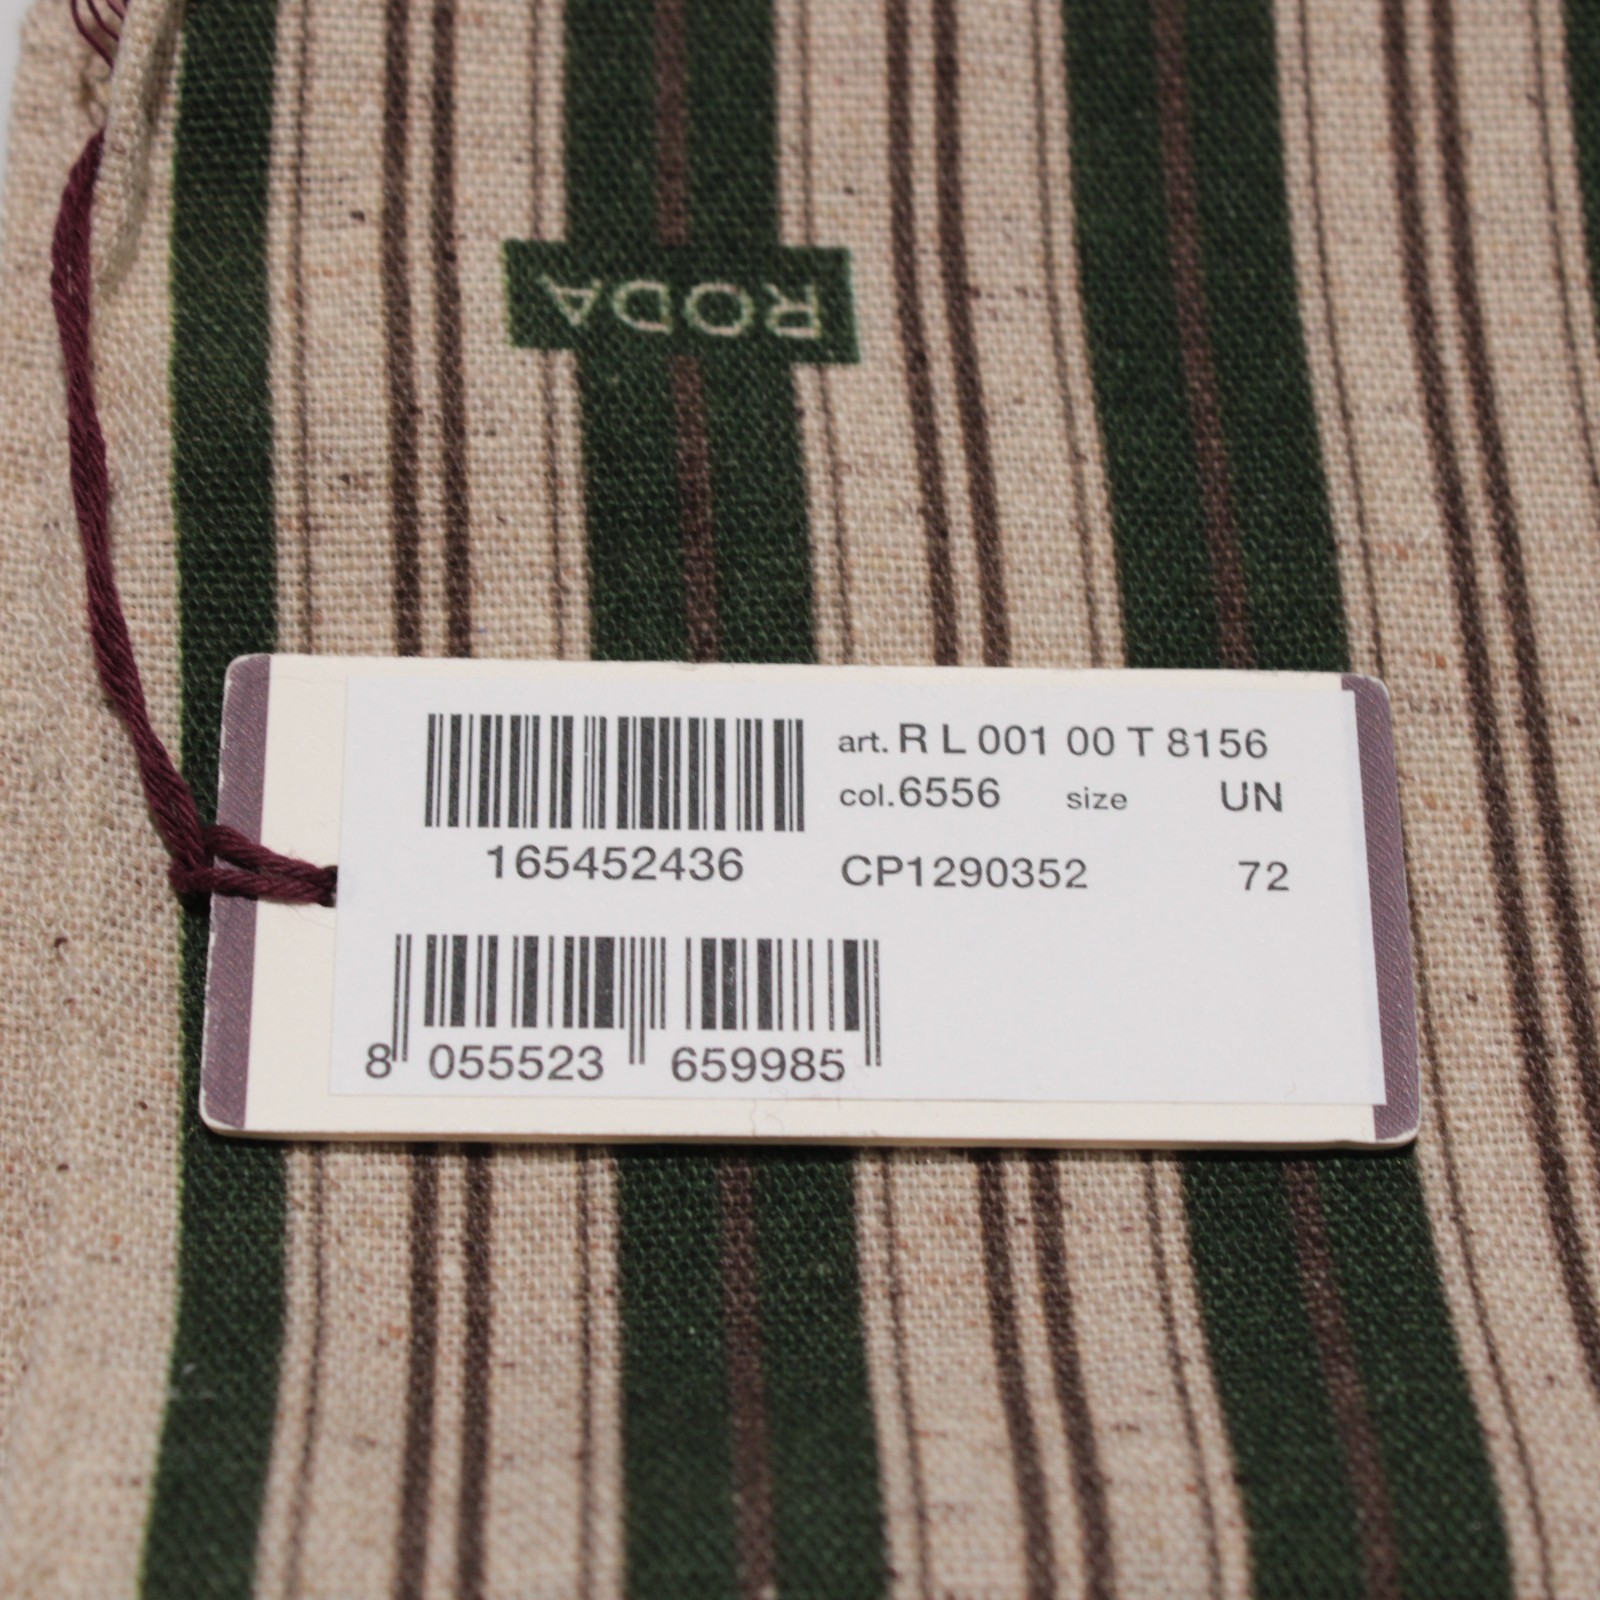 RODA
art. R L 001 00 T 8156
col. 6556 size UN
165452436
CP1290352 72
8 055523 659985